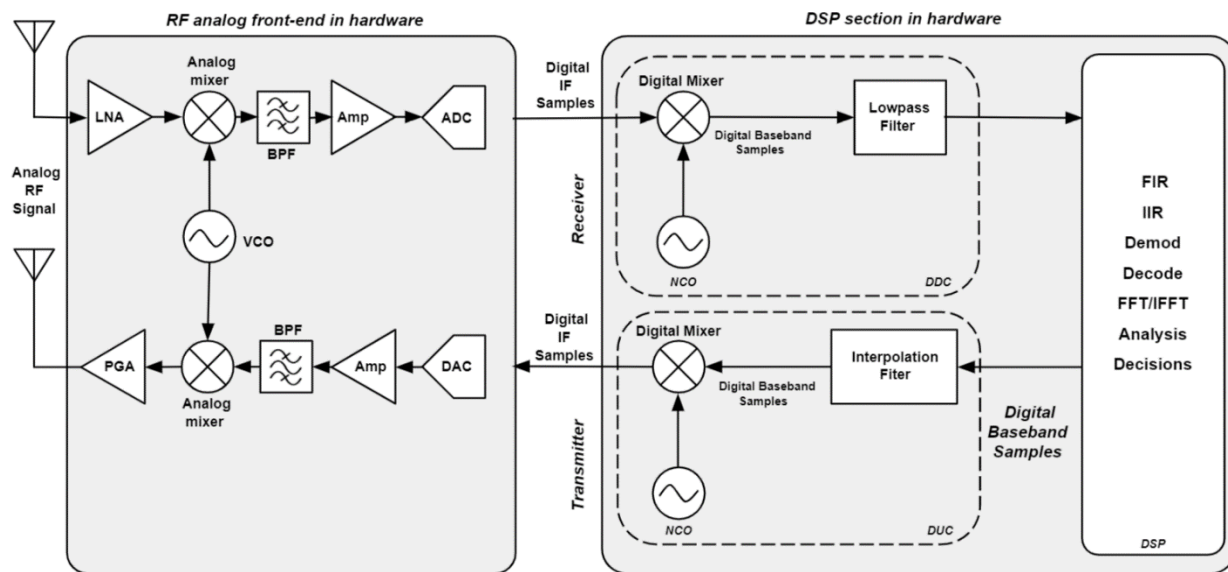 RF analog front-end in hardware
DSP section in hardware
Analog
mixer
LNA
BPF
Amp
ADC
Digital
IF
Samples
Digital Mixer
Digital Baseband
Samples
Lowpass
Filter
Analog
RF
Signal
VCO
Receiver
NCO
DDC
FIR
IIR
Demod
Decode
FFT/IFFT
Analysis
Decisions
PGA
Analog
mixer
BPF
Amp
DAC
Digital
IF
Samples
Digital Mixer
Digital Baseband
Samples
Interpolation
Fiter
Digital
Baseband
Samples
Transmitter
NCO
DUC
DSP